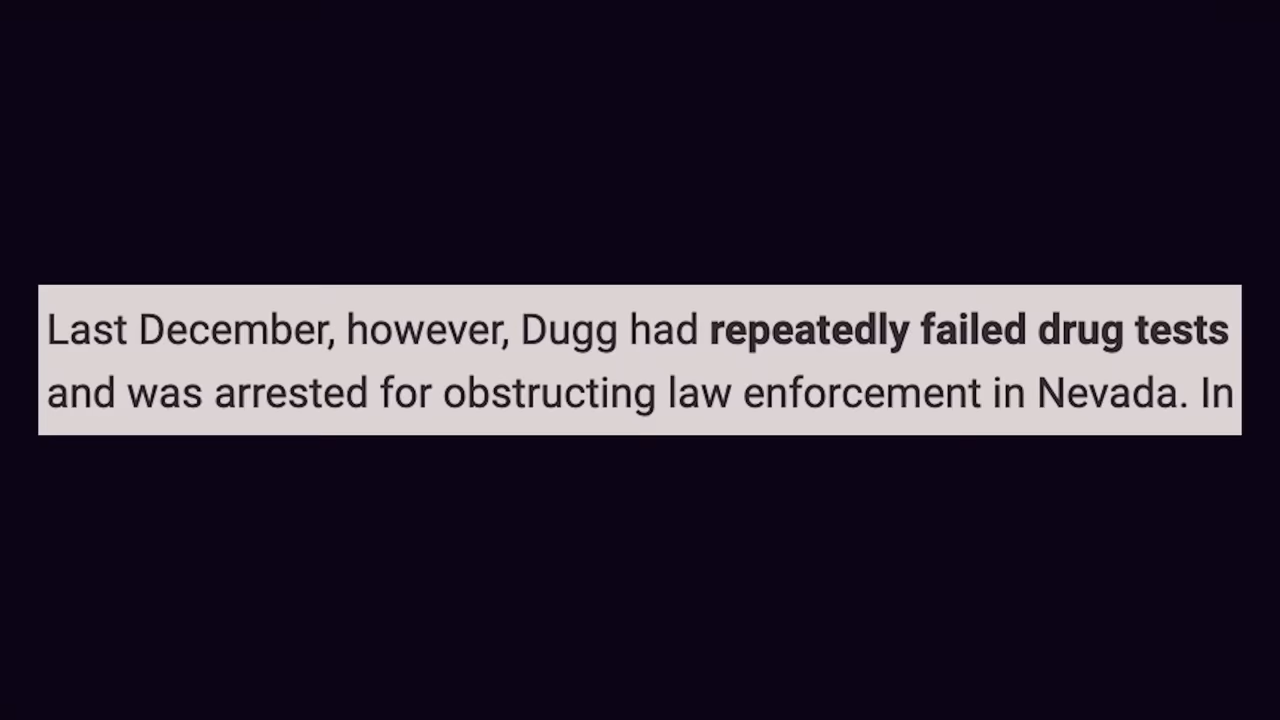 Last December, however, Dugg had repeatedly failed drug tests
and was arrested for obstructing law enforcement in Nevada. In